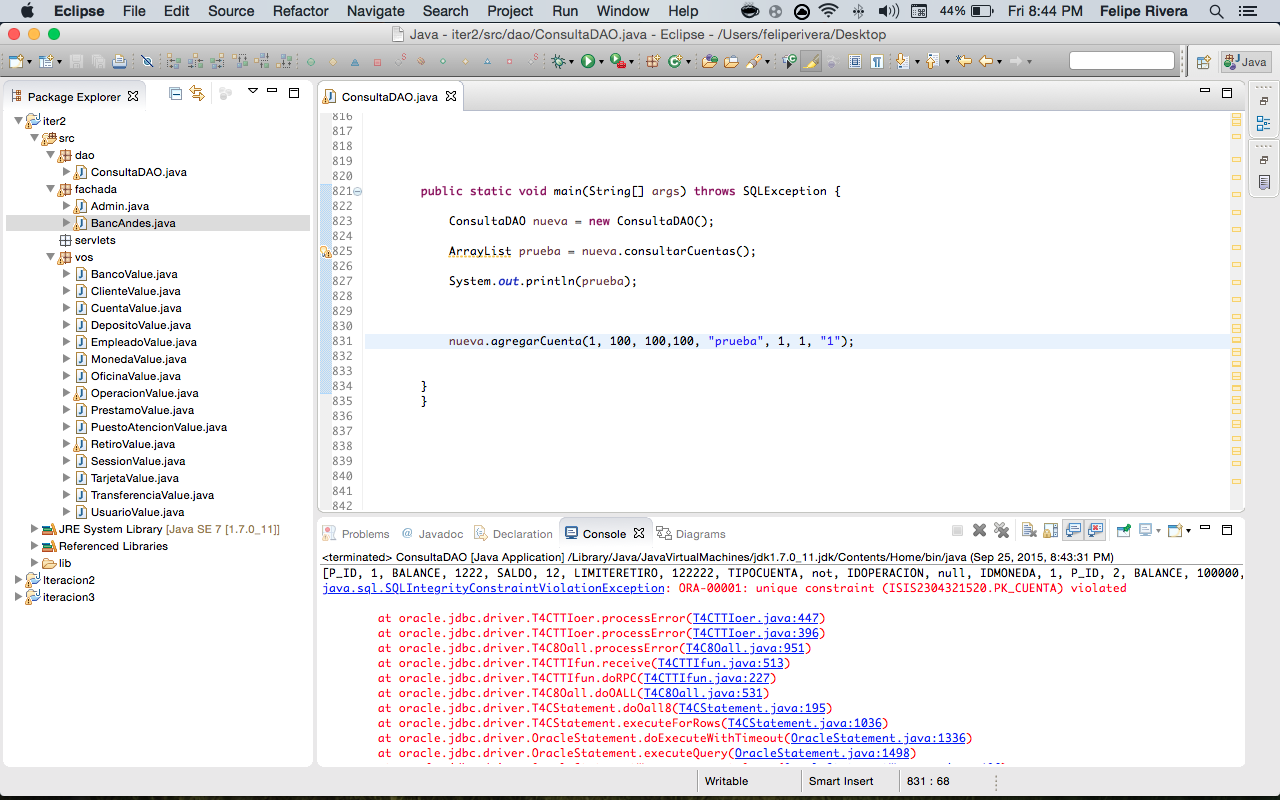 Eclipse File Edit Source Refactor Navigate Search Project Run Window Help 44% Fri 8:44 PM Felipe Rivera
Java - iter2/src/dao/ConsultaDAO.java - Eclipse - /Users/feliperivera/Desktop
Java
Package Explorer
iter2
src
dao
ConsultaDAO.java
fachada
Admin.java
BancAndes.java
servlets
vos
BancoValue.java
ClienteValue.java
CuentaValue.java
DepositoValue.java
EmpleadoValue.java
MonedaValue.java
OficinaValue.java
OperacionValue.java
PrestamoValue.java
PuestoAtencionValue.java
RetiroValue.java
SessionValue.java
TarjetaValue.java
TransferenciaValue.java
UsuarioValue.java
JRE System Library [Java SE 7 [1.7.0_11]]
Referenced Libraries
lib
Iteracion2
iteracion3
ConsultaDAO.java
816
817
818
819
820
821 public static void main(String[] args) throws SQLException {
822
823 ConsultaDAO nueva = new ConsultaDAO();
824
825 ArrayList prueba = nueva.consultarCuentas();
826
827 System.out.println(prueba);
828
829
830
831 nueva.agregarCuenta(1, 100, 100,100, "prueba", 1, 1, "1");
832
833
834 }
835 }
836
837
838
839
840
841
842
Problems Javadoc Declaration Console Diagrams
<terminated> ConsultaDAO [Java Application] /Library/Java/JavaVirtualMachines/jdk1.7.0_11.jdk/Contents/Home/bin/java (Sep 25, 2015, 8:43:31 PM)
[P_ID, 1, BALANCE, 1222, SALDO, 12, LIMITERETIRO, 122222, TIPOCUENTA, not, IDOPERACION, null, IDMONEDA, 1, P_ID, 2, BALANCE, 100000,
java.sql.SQLIntegrityConstraintViolationException: ORA-00001: unique constraint (ISIS2304321520.PK_CUENTA) violated
at oracle.jdbc.driver.T4CTTIoer.processError(T4CTTIoer.java:447)
at oracle.jdbc.driver.T4CTTIoer.processError(T4CTTIoer.java:396)
at oracle.jdbc.driver.T4C8Oall.processError(T4C8Oall.java:951)
at oracle.jdbc.driver.T4CTTIfun.receive(T4CTTIfun.java:513)
at oracle.jdbc.driver.T4CTTIfun.doRPC(T4CTTIfun.java:227)
at oracle.jdbc.driver.T4C8Oall.doOALL(T4C8Oall.java:531)
at oracle.jdbc.driver.T4CStatement.doOall8(T4CStatement.java:195)
at oracle.jdbc.driver.T4CStatement.executeForRows(T4CStatement.java:1036)
at oracle.jdbc.driver.OracleStatement.doExecuteWithTimeout(OracleStatement.java:1336)
at oracle.jdbc.driver.OracleStatement.executeQuery(OracleStatement.java:1498)
Writable Smart Insert 831 : 68